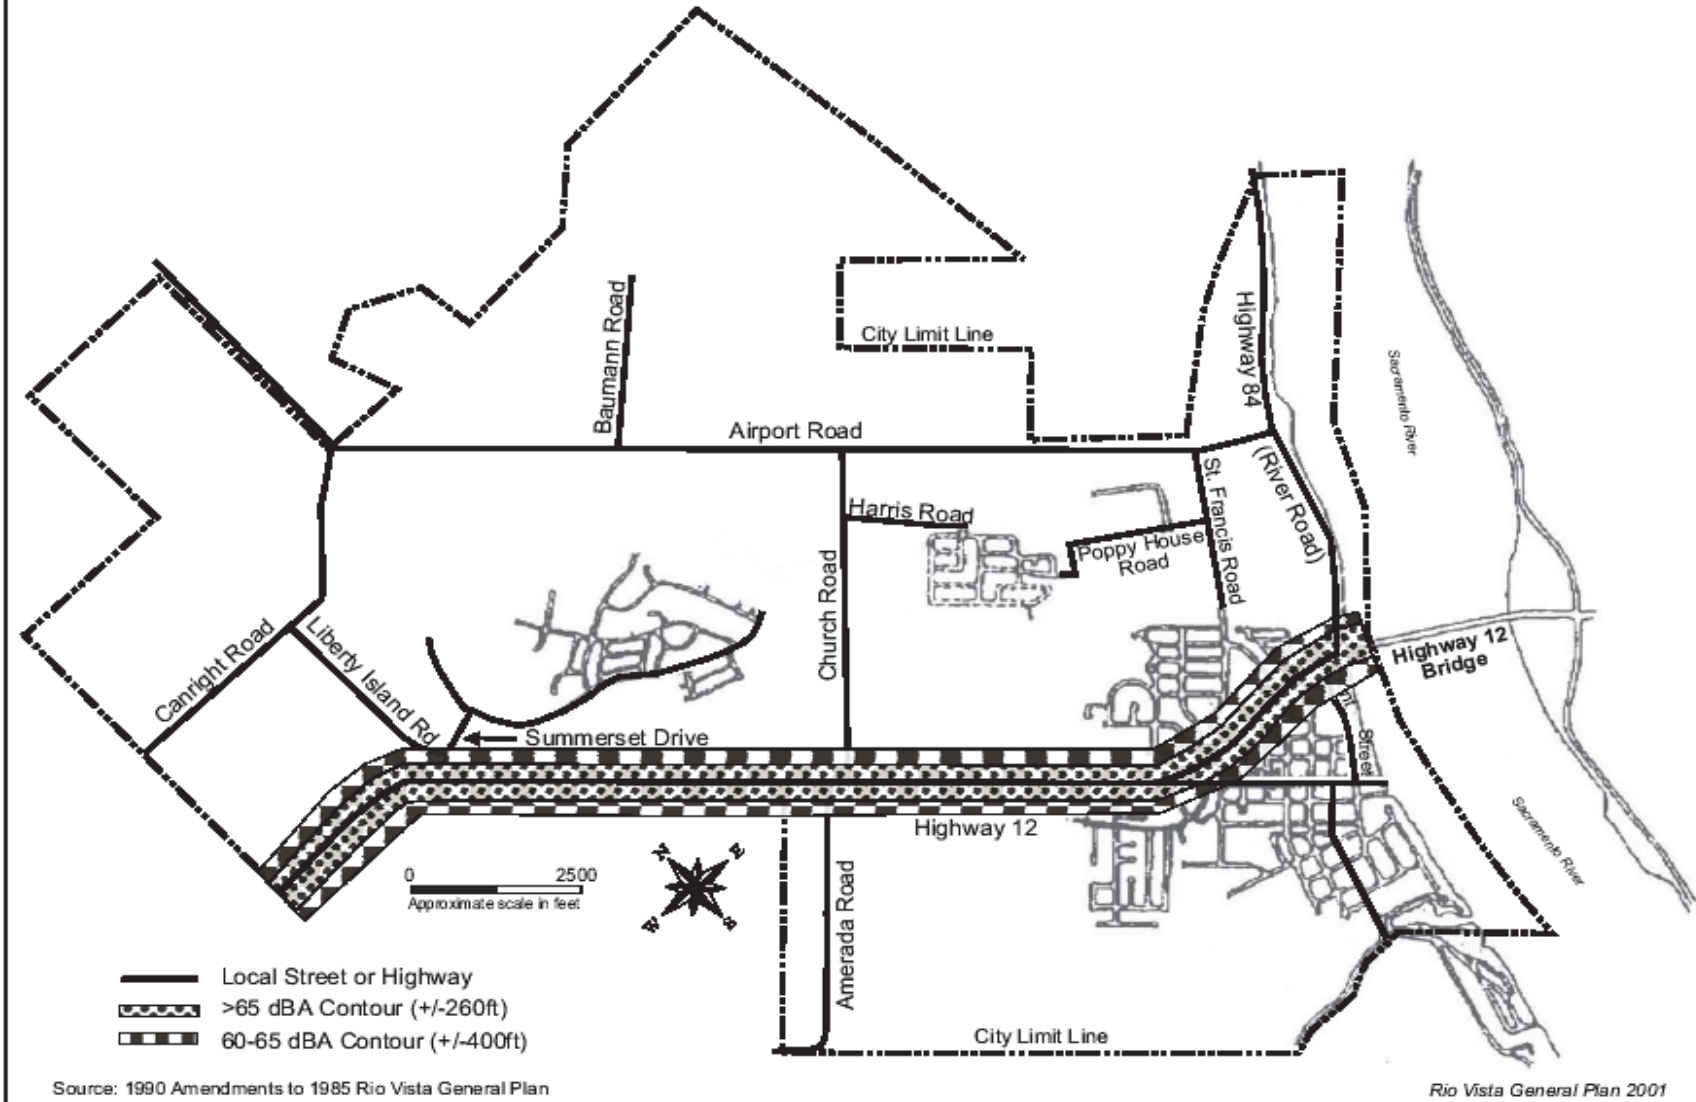 City Limit Line
Baumann Road
Airport Road
Highway 84
Sacramento River
(River Road)
St. Francis Road
Harris Road
Poppy House
Road
Church Road
Canright Road
Liberty Island Rd
Summerset Drive
Highway 12
Bridge
Street
Highway 12
Sacramento River
N
E
W
S
0
2500
Approximate scale in feet
Amerada Road
Local Street or Highway
>65 dBA Contour (+/-260ft)
60-65 dBA Contour (+/-400ft)
City Limit Line
Source: 1990 Amendments to 1985 Rio Vista General Plan
Rio Vista General Plan 2001